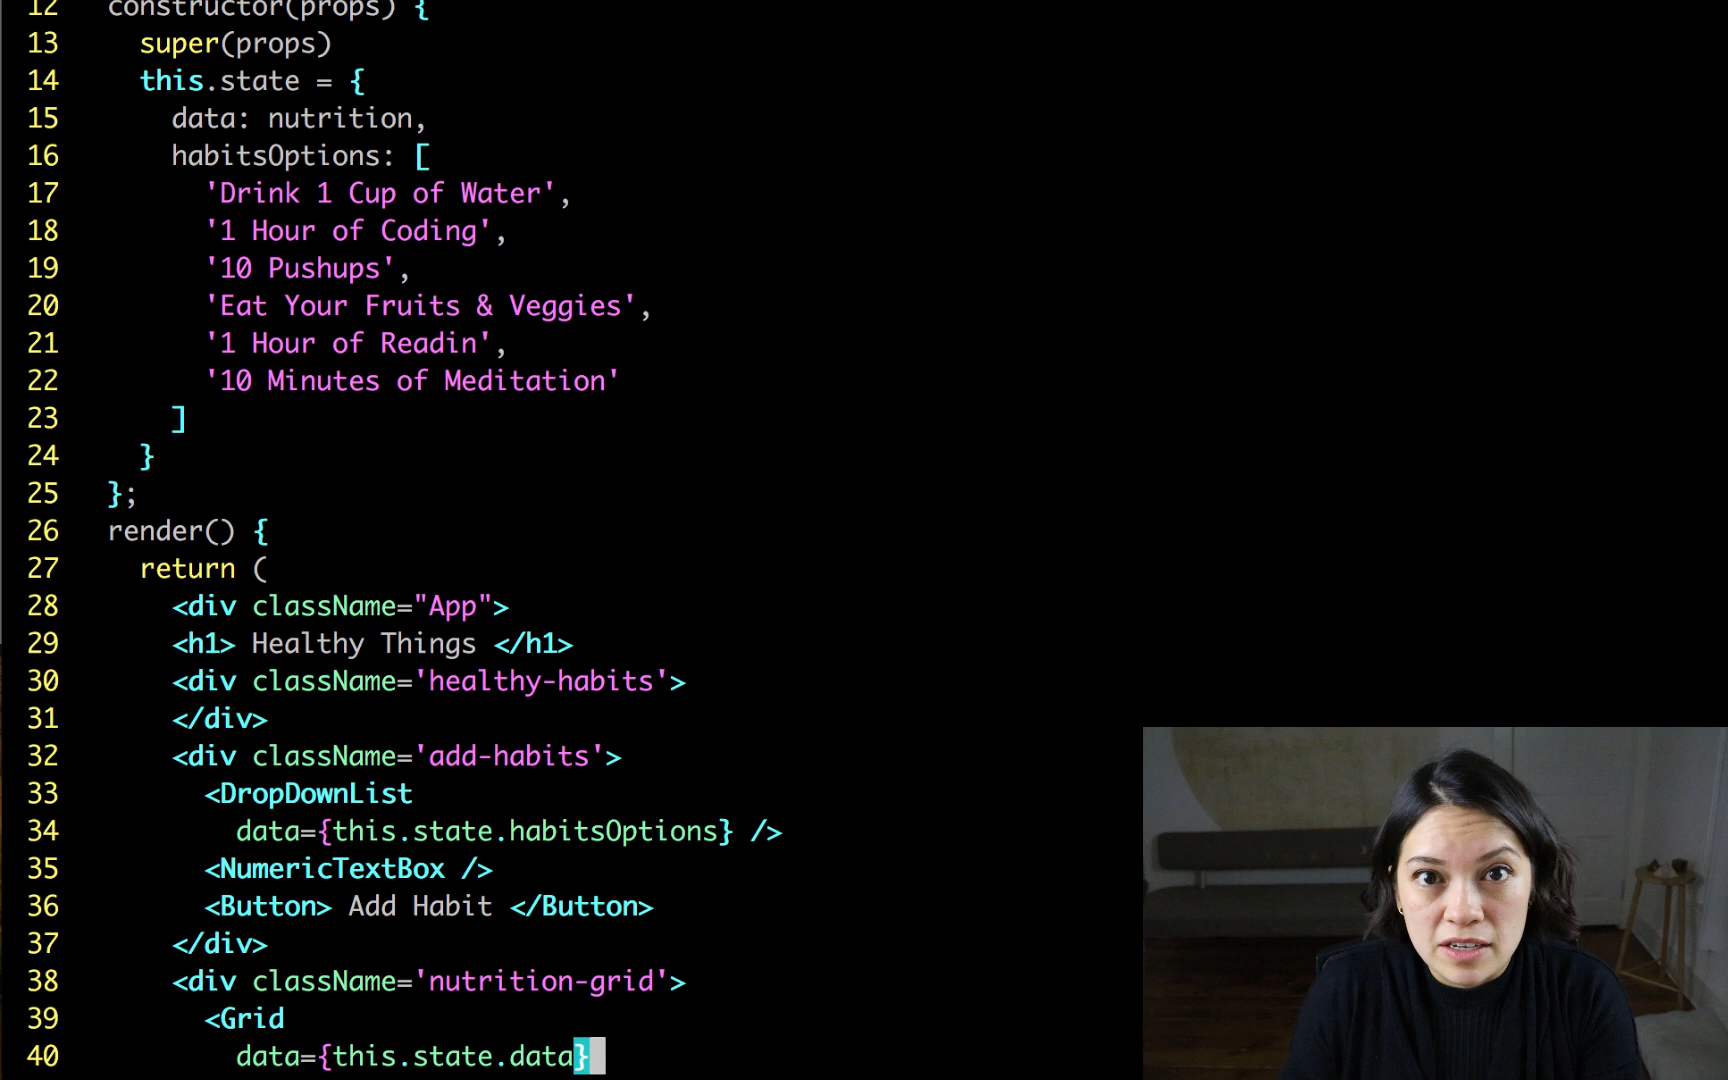 12 constructor(props) {
13 super(props)
14 this.state = {
15 data: nutrition,
16 habitsOptions: [
17 'Drink 1 Cup of Water',
18 '1 Hour of Coding',
19 '10 Pushups',
20 'Eat Your Fruits & Veggies',
21 '1 Hour of Readin',
22 '10 Minutes of Meditation'
23 ]
24 }
25 };
26 render() {
27 return (
28 <div className="App">
29 <h1> Healthy Things </h1>
30 <div className='healthy-habits'>
31 </div>
32 <div className='add-habits'>
33 <DropDownList
34 data={this.state.habitsOptions} />
35 <NumericTextBox />
36 <Button> Add Habit </Button>
37 </div>
38 <div className='nutrition-grid'>
39 <Grid
40 data={this.state.data}